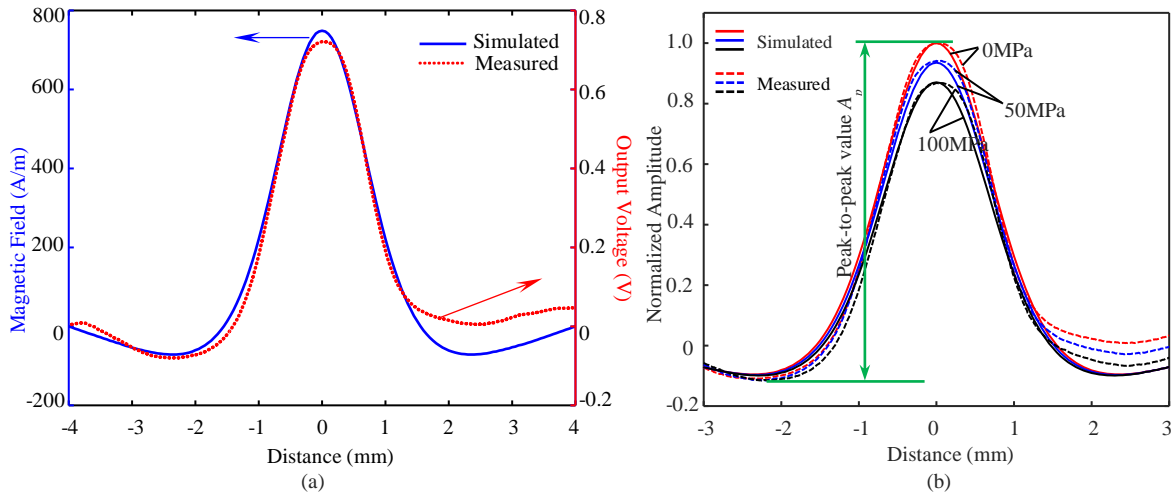 800
600
400
200
0
-200
Magnetic Field (A/m)
Simulated
Measured
0.8
0.6
0.4
0.2
0
-0.2
Output Voltage (V)
-4
-3
-2
-1
0
1
2
3
4
Distance (mm)
(a)
1.0
0.8
0.6
0.4
0.2
0
-0.2
Normalized Amplitude
Simulated
Measured
Peak-to-peak value Ap
0MPa
50MPa
100MPa
-3
-2
-1
0
1
2
3
Distance (mm)
(b)